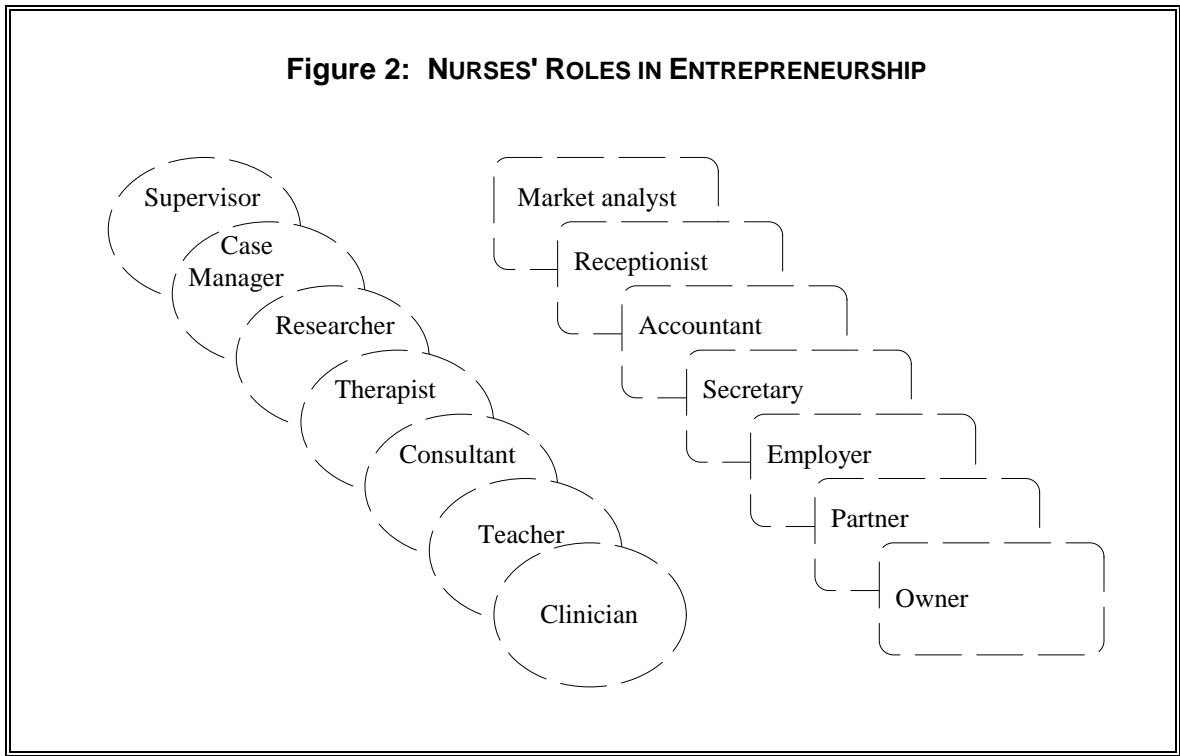 Figure 2: NURSES' ROLES IN ENTREPRENEURSHIP
Supervisor
Case
Manager
Researcher
Therapist
Consultant
Teacher
Clinician
Market analyst
Receptionist
Accountant
Secretary
Employer
Partner
Owner